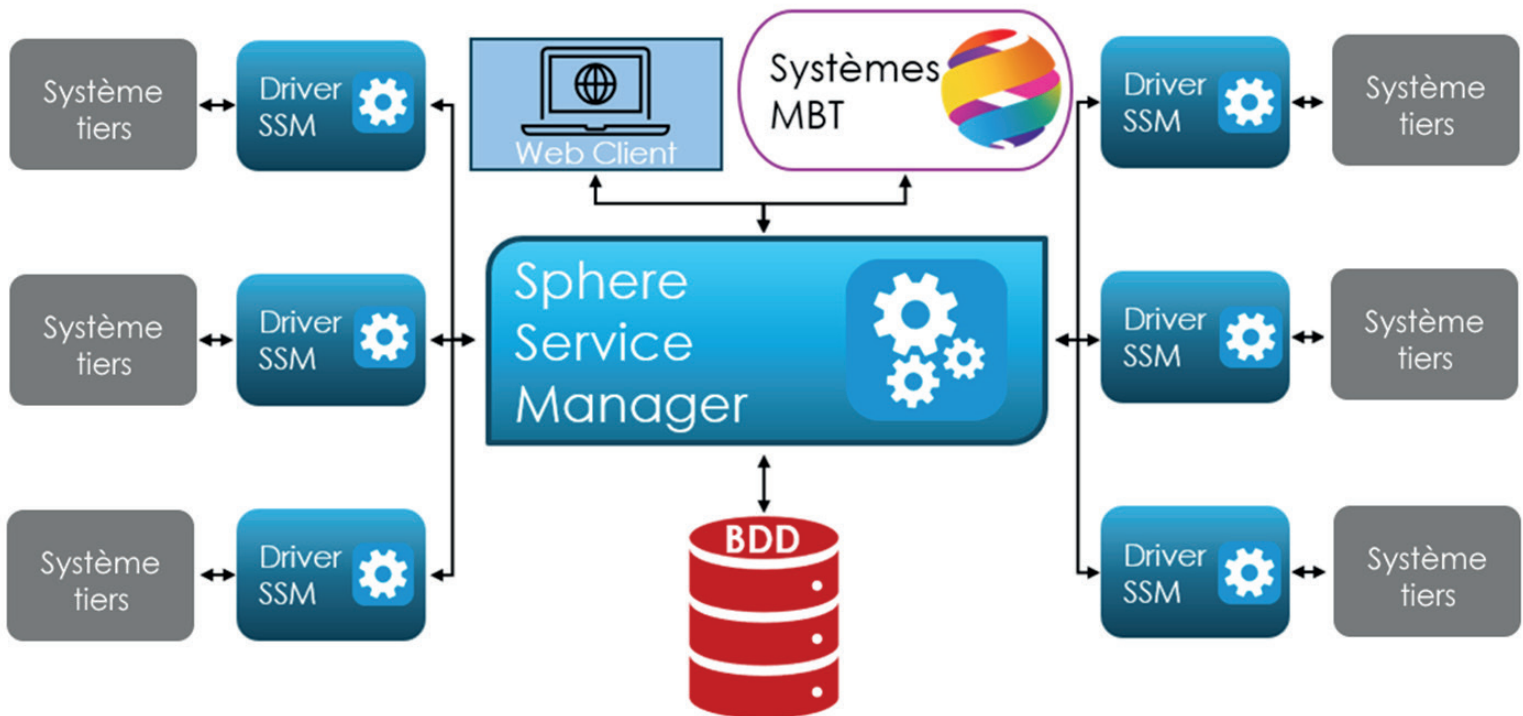 Système
tiers
Driver
SSM
Web Client
Systèmes
MBT
Driver
SSM
Système
tiers
Système
tiers
Driver
SSM
Sphere
Service
Manager
Driver
SSM
Système
tiers
Système
tiers
Driver
SSM
BDD
Driver
SSM
Système
tiers